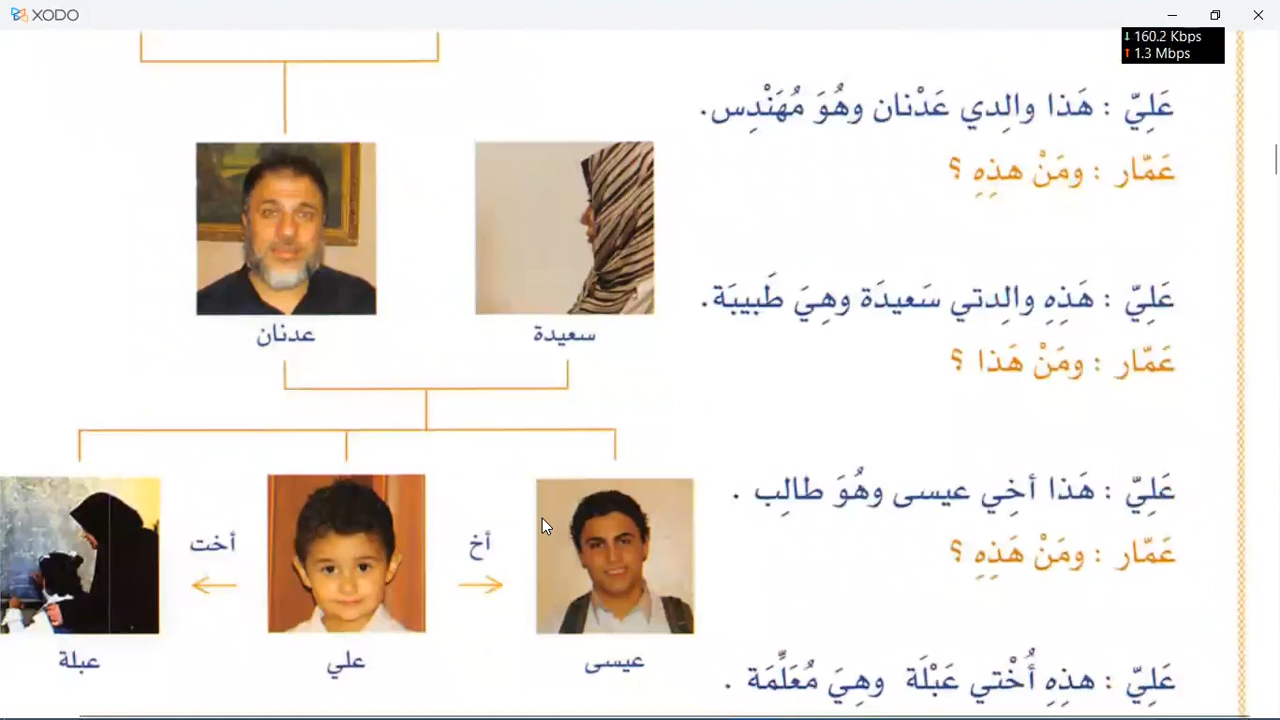 XODO
↓ 160.2 Kbps
↑ 1.3 Mbps
عَلِيّ : هَذا والِدي عَدْنان وهُوَ مُهَنْدِس.
عَمّار : ومَنْ هذِهِ ؟
عَلِيّ : هَذِهِ والِدتي سَعيدَة وهِيَ طَبيبَة.
عَمّار : ومَنْ هَذا ؟
عَلِيّ : هَذا أخِي عيسى وهُوَ طالِب .
عَمّار : ومَنْ هَذِهِ ؟
عَلِيّ : هذِهِ أُخْتي عَبْلَة وهِيَ مُعَلِّمَة .
سعيدة
عدنان
أخ
أخت
عيسى
علي
عبلة